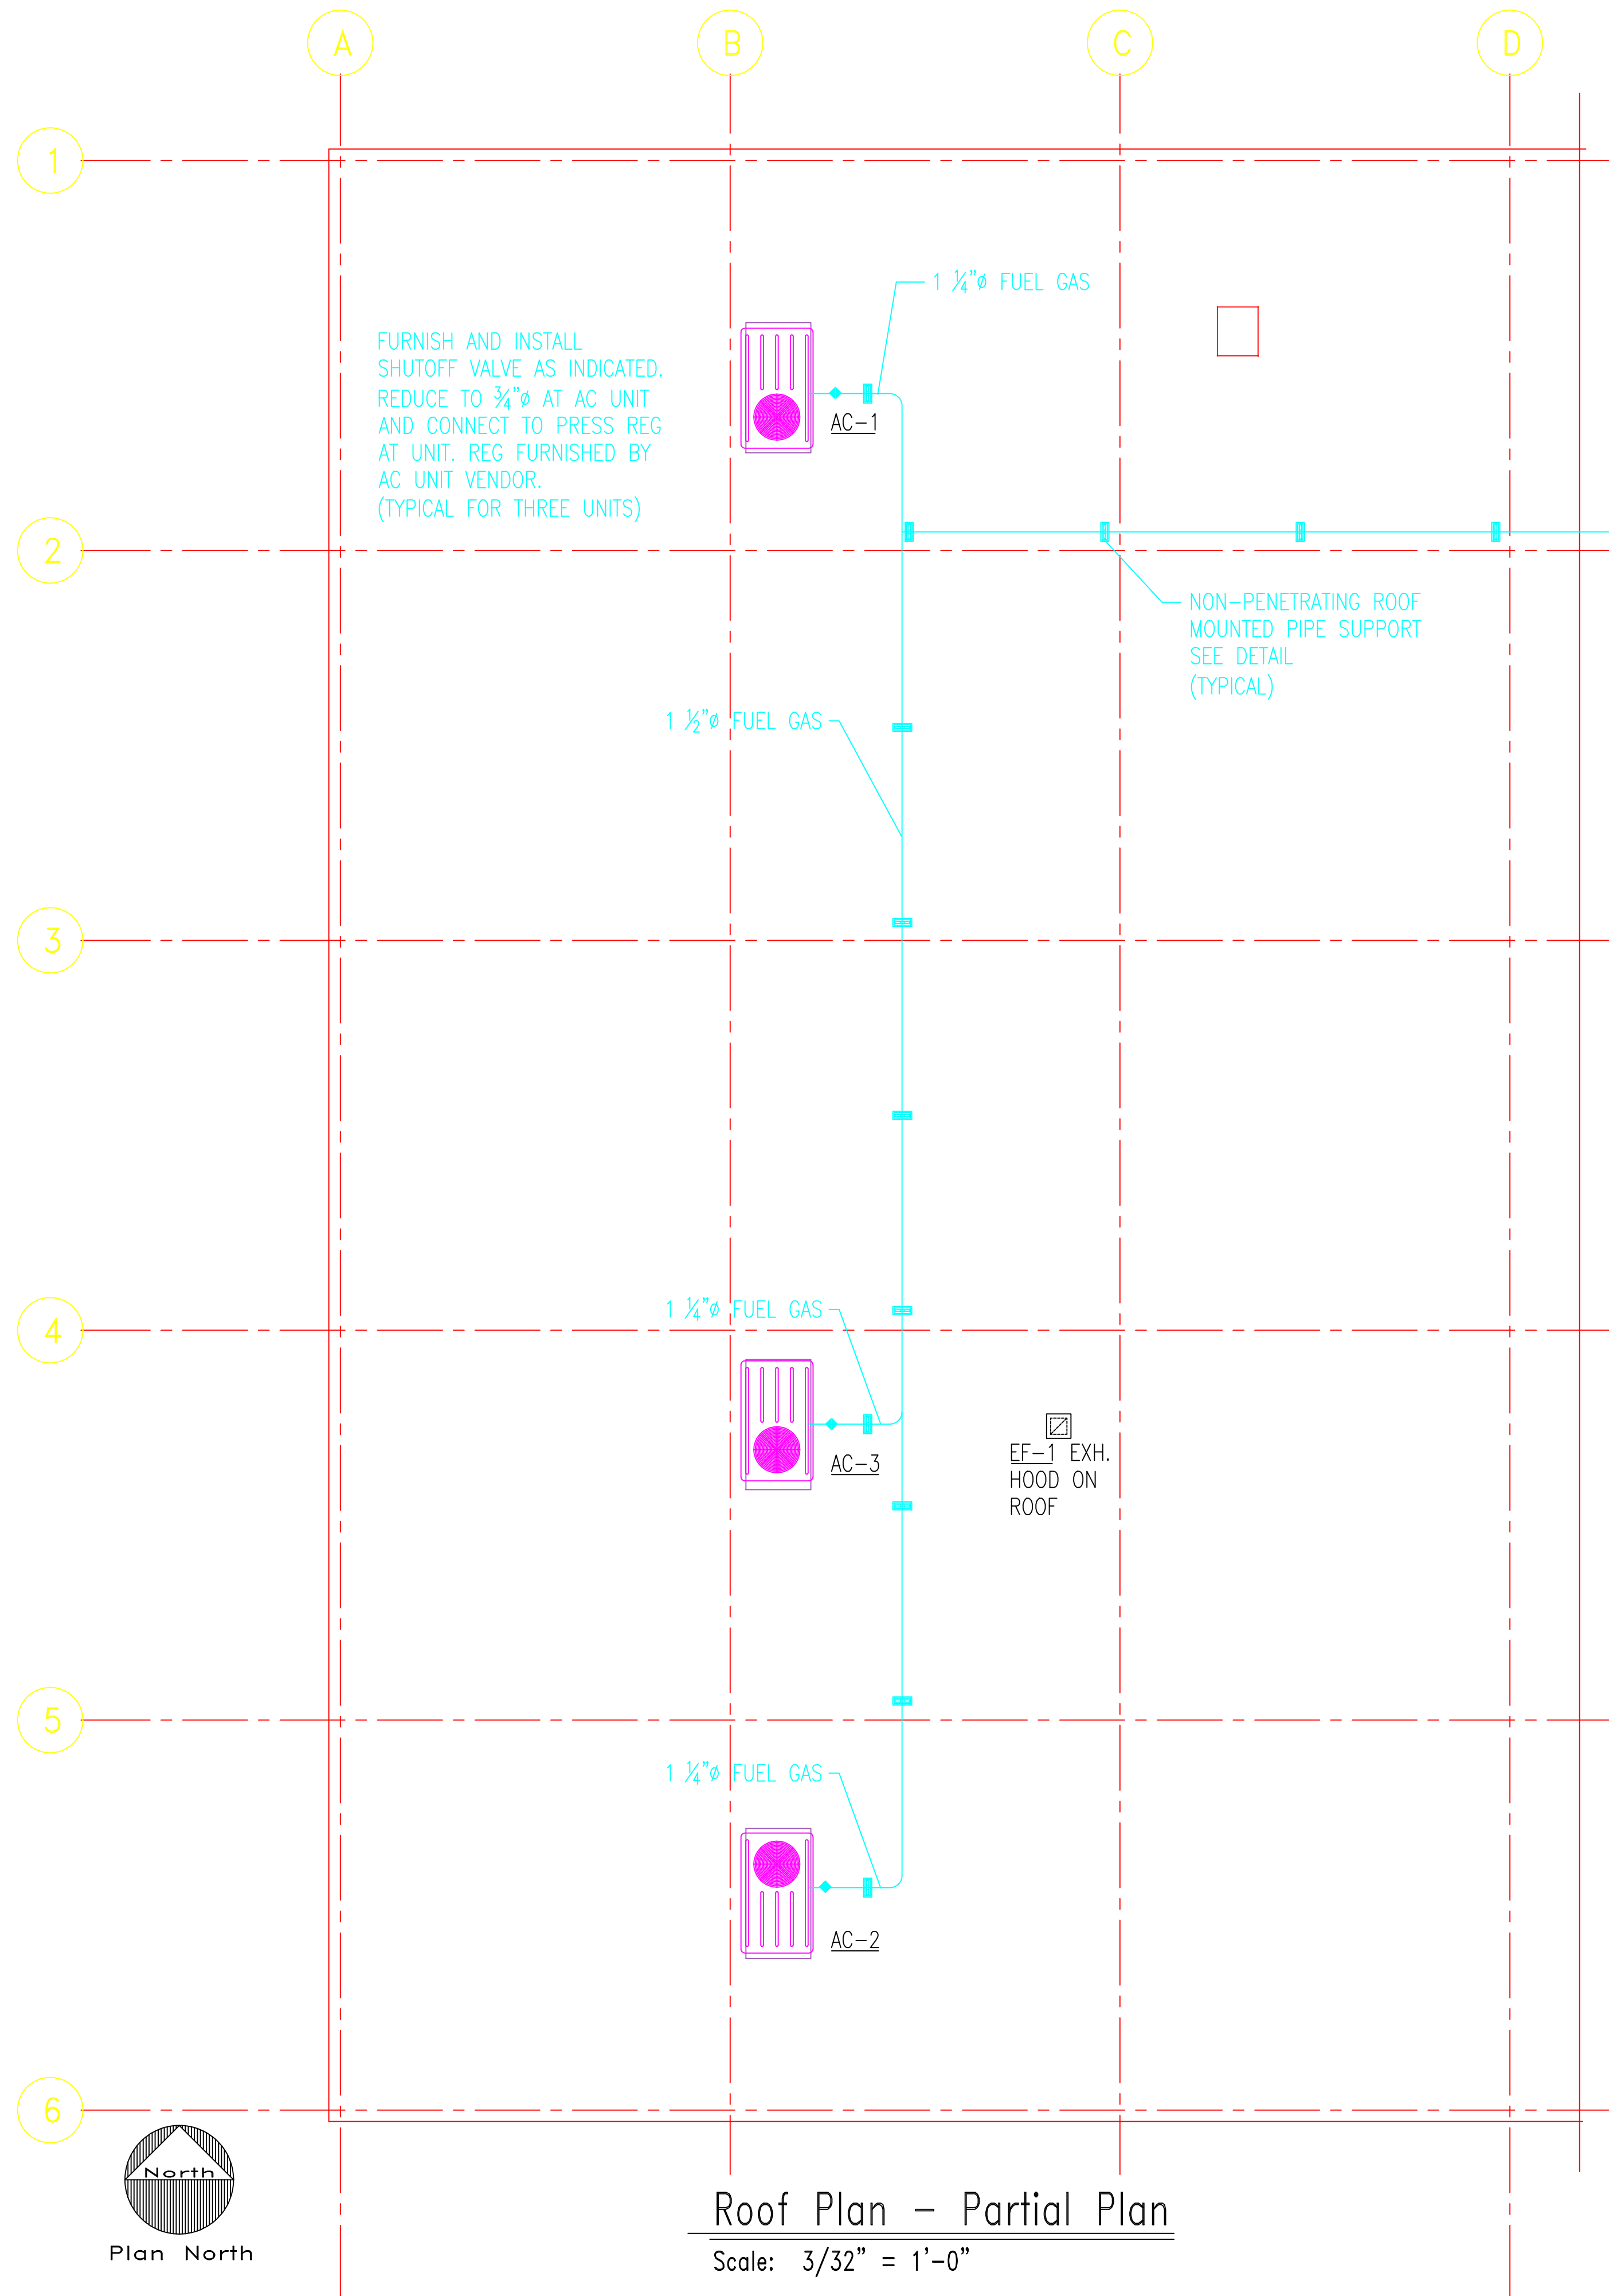 A
B
C
D
1
1 1/4"ø FUEL GAS
FURNISH AND INSTALL
SHUTOFF VALVE AS INDICATED.
REDUCE TO 3/4"ø AT AC UNIT
AND CONNECT TO PRESS REG
AT UNIT. REG FURNISHED BY
AC UNIT VENDOR.
(TYPICAL FOR THREE UNITS)
AC-1
2
NON-PENETRATING ROOF
MOUNTED PIPE SUPPORT
SEE DETAIL
(TYPICAL)
1 1/2"ø FUEL GAS
3
1 1/4"ø FUEL GAS
4
AC-3
EF-1 EXH.
HOOD ON
ROOF
5
1 1/4"ø FUEL GAS
AC-2
6
North
Plan North
Roof Plan - Partial Plan
Scale: 3/32" = 1'-0"